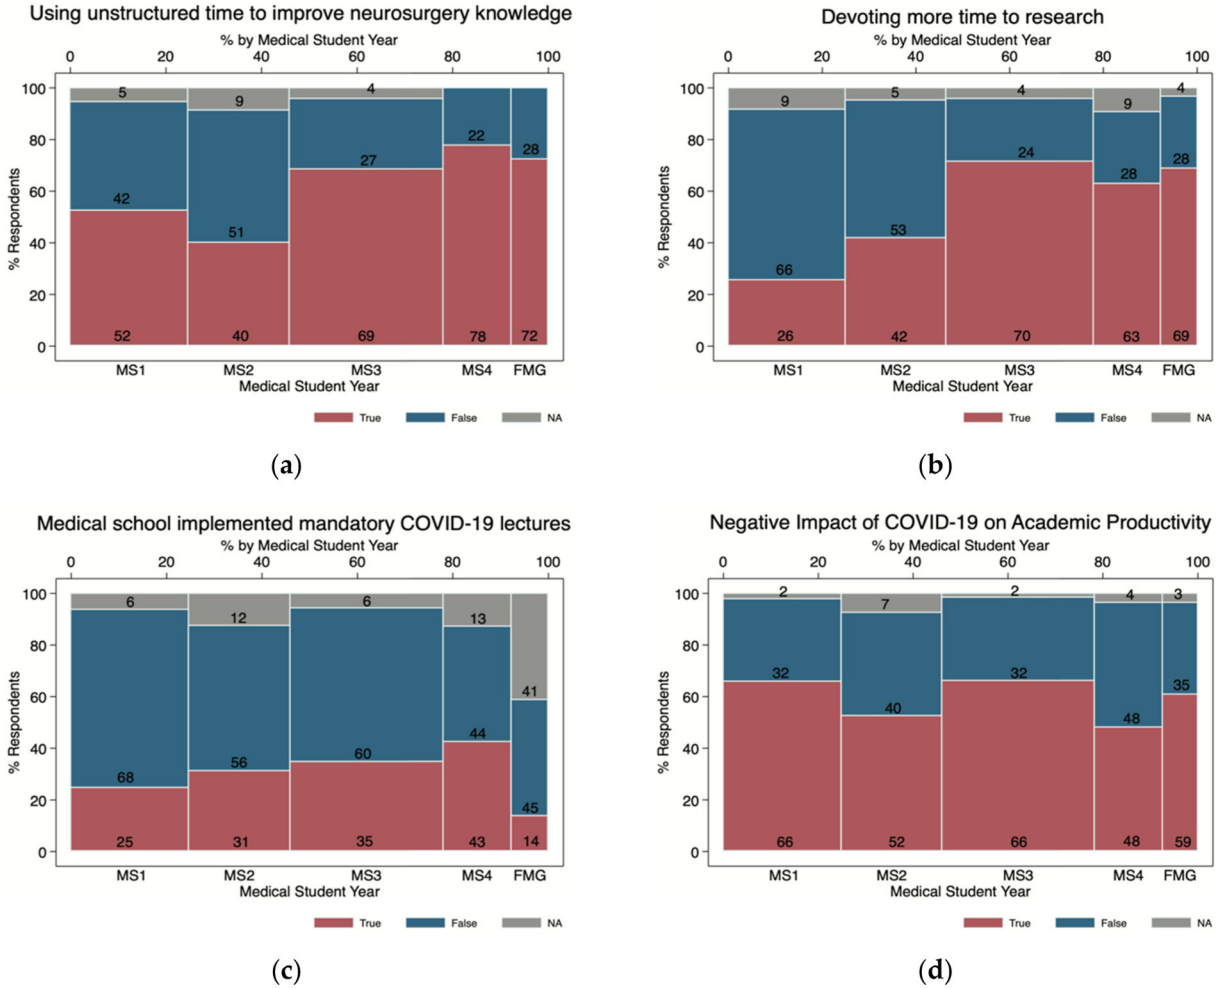 Using unstructured time to improve neurosurgery knowledge
% by Medical Student Year
0 20 40 60 80 100
100
80
60
40
20
0
% Respondents
5 9 4
42 51 27 22 28
52 40 69 78 72
MS1 MS2 MS3 MS4 FMG
Medical Student Year
True False NA
(a)
Devoting more time to research
% by Medical Student Year
0 20 40 60 80 100
100
80
60
40
20
0
% Respondents
9 5 4 9 4
66 53 24 28 28
26 42 70 63 69
MS1 MS2 MS3 MS4 FMG
Medical Student Year
True False NA
(b)
Medical school implemented mandatory COVID-19 lectures
% by Medical Student Year
0 20 40 60 80 100
100
80
60
40
20
0
% Respondents
6 12 6 13 41
68 56 60 44 45
25 31 35 43 14
MS1 MS2 MS3 MS4 FMG
Medical Student Year
True False NA
(c)
Negative Impact of COVID-19 on Academic Productivity
% by Medical Student Year
0 20 40 60 80 100
100
80
60
40
20
0
% Respondents
2 7 2 4 3
32 40 32 48 35
66 52 66 48 59
MS1 MS2 MS3 MS4 FMG
Medical Student Year
True False NA
(d)